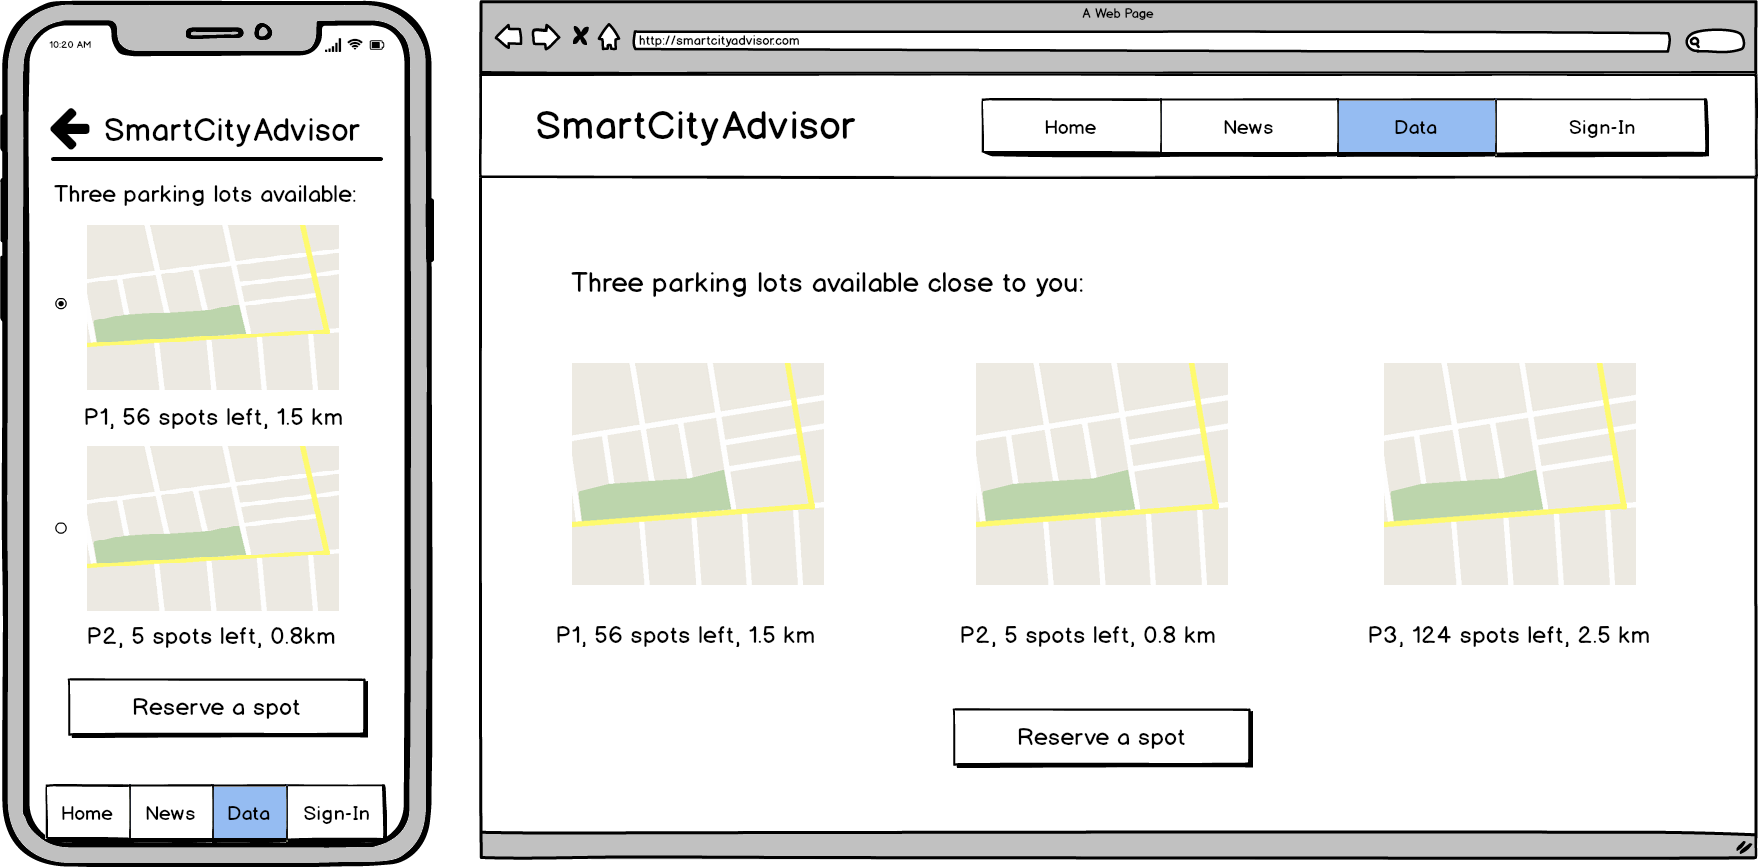 10:20 AM
SmartCityAdvisor
Three parking lots available:
P1, 56 spots left, 1.5 km
P2, 5 spots left, 0.8km
Reserve a spot
Home News Data Sign-In
A Web Page
http://smartcityadvisor.com
SmartCityAdvisor
Home News Data Sign-In
Three parking lots available close to you:
P1, 56 spots left, 1.5 km
P2, 5 spots left, 0.8 km
P3, 124 spots left, 2.5 km
Reserve a spot